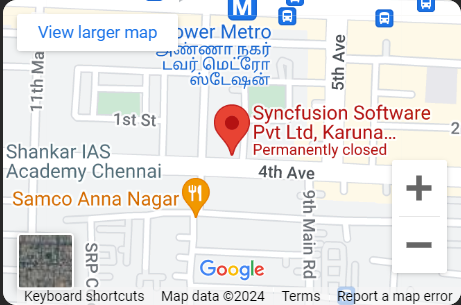 View larger map
ower Metro
அண்ணா நகர்
டவர் மெட்ரோ
ஸ்டேஷன்
5th Ave
11th Ma
1st St
Syncfusion Software
Pvt Ltd, Karuna...
Permanently closed
Shankar IAS
Academy Chennai
4th Ave
Samco Anna Nagar
9th Main Rd
SRP C
Google
Keyboard shortcuts
Map data ©2024
Terms
Report a map error